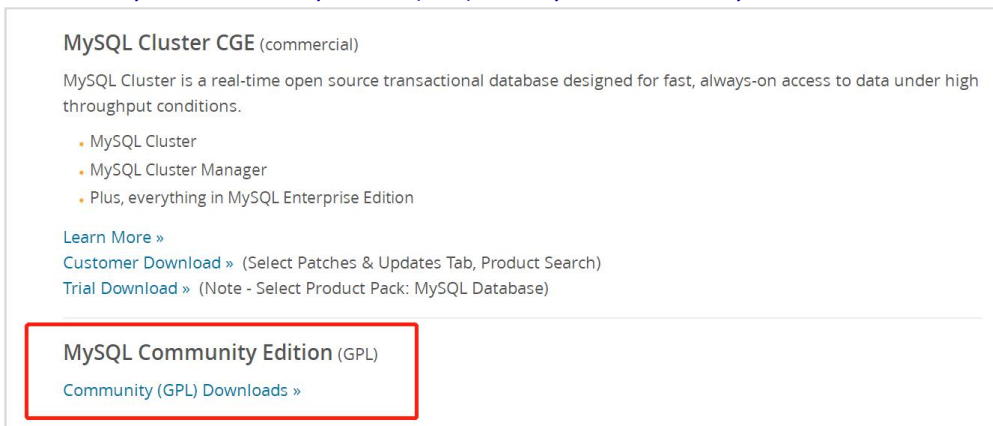 MySQL Cluster CGE (commercial)
MySQL Cluster is a real-time open source transactional database designed for fast, always-on access to data under high
throughput conditions.
• MySQL Cluster
• MySQL Cluster Manager
• Plus, everything in MySQL Enterprise Edition
Learn More »
Customer Download » (Select Patches & Updates Tab, Product Search)
Trial Download » (Note - Select Product Pack: MySQL Database)
MySQL Community Edition (GPL)
Community (GPL) Downloads »